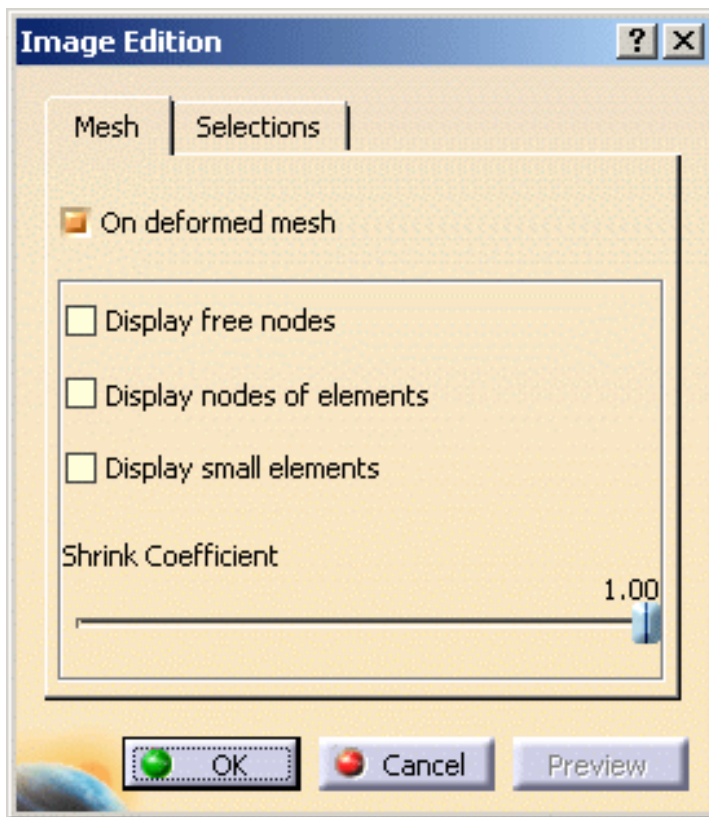 Image Edition
Mesh Selections
On deformed mesh
Display free nodes
Display nodes of elements
Display small elements
Shrink Coefficient
1.00
OK Cancel Preview